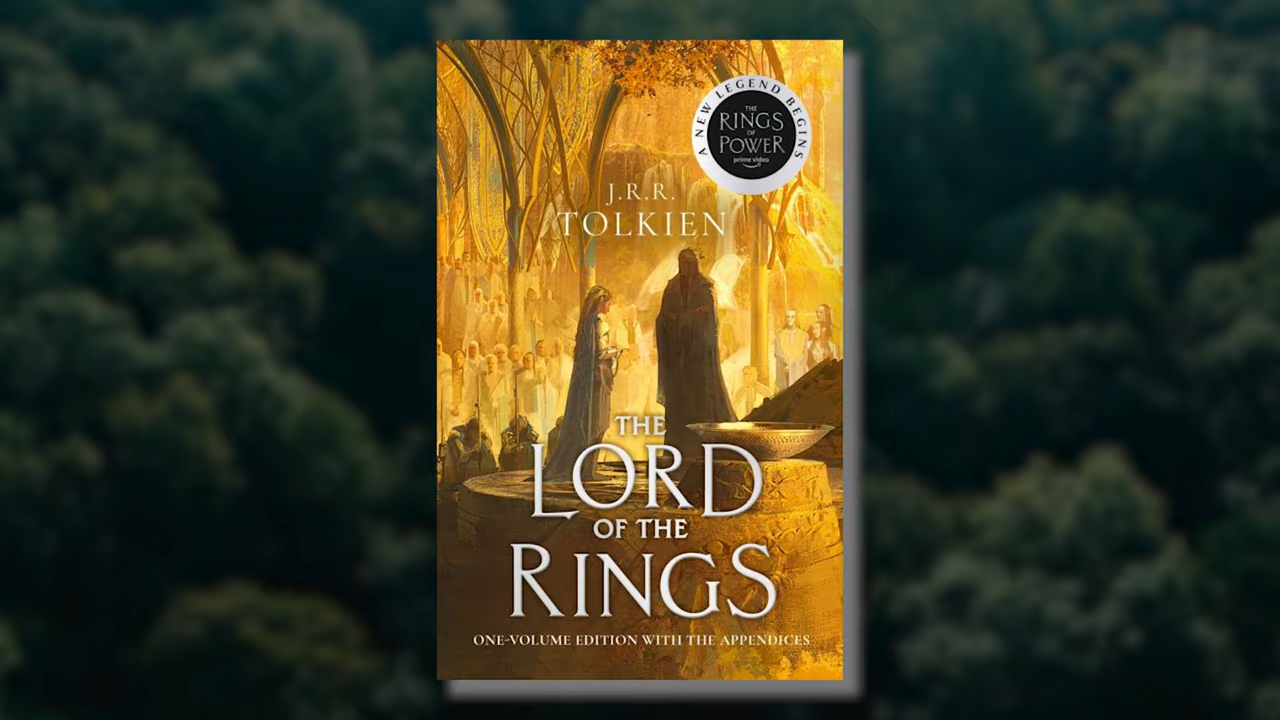 A NEW LEGEND BEGINS
THE
RINGS
OF
POWER
prime video
J.R.R.
TOLKIEN
THE
LORD
OF THE
RINGS
ONE-VOLUME EDITION WITH THE APPENDICES